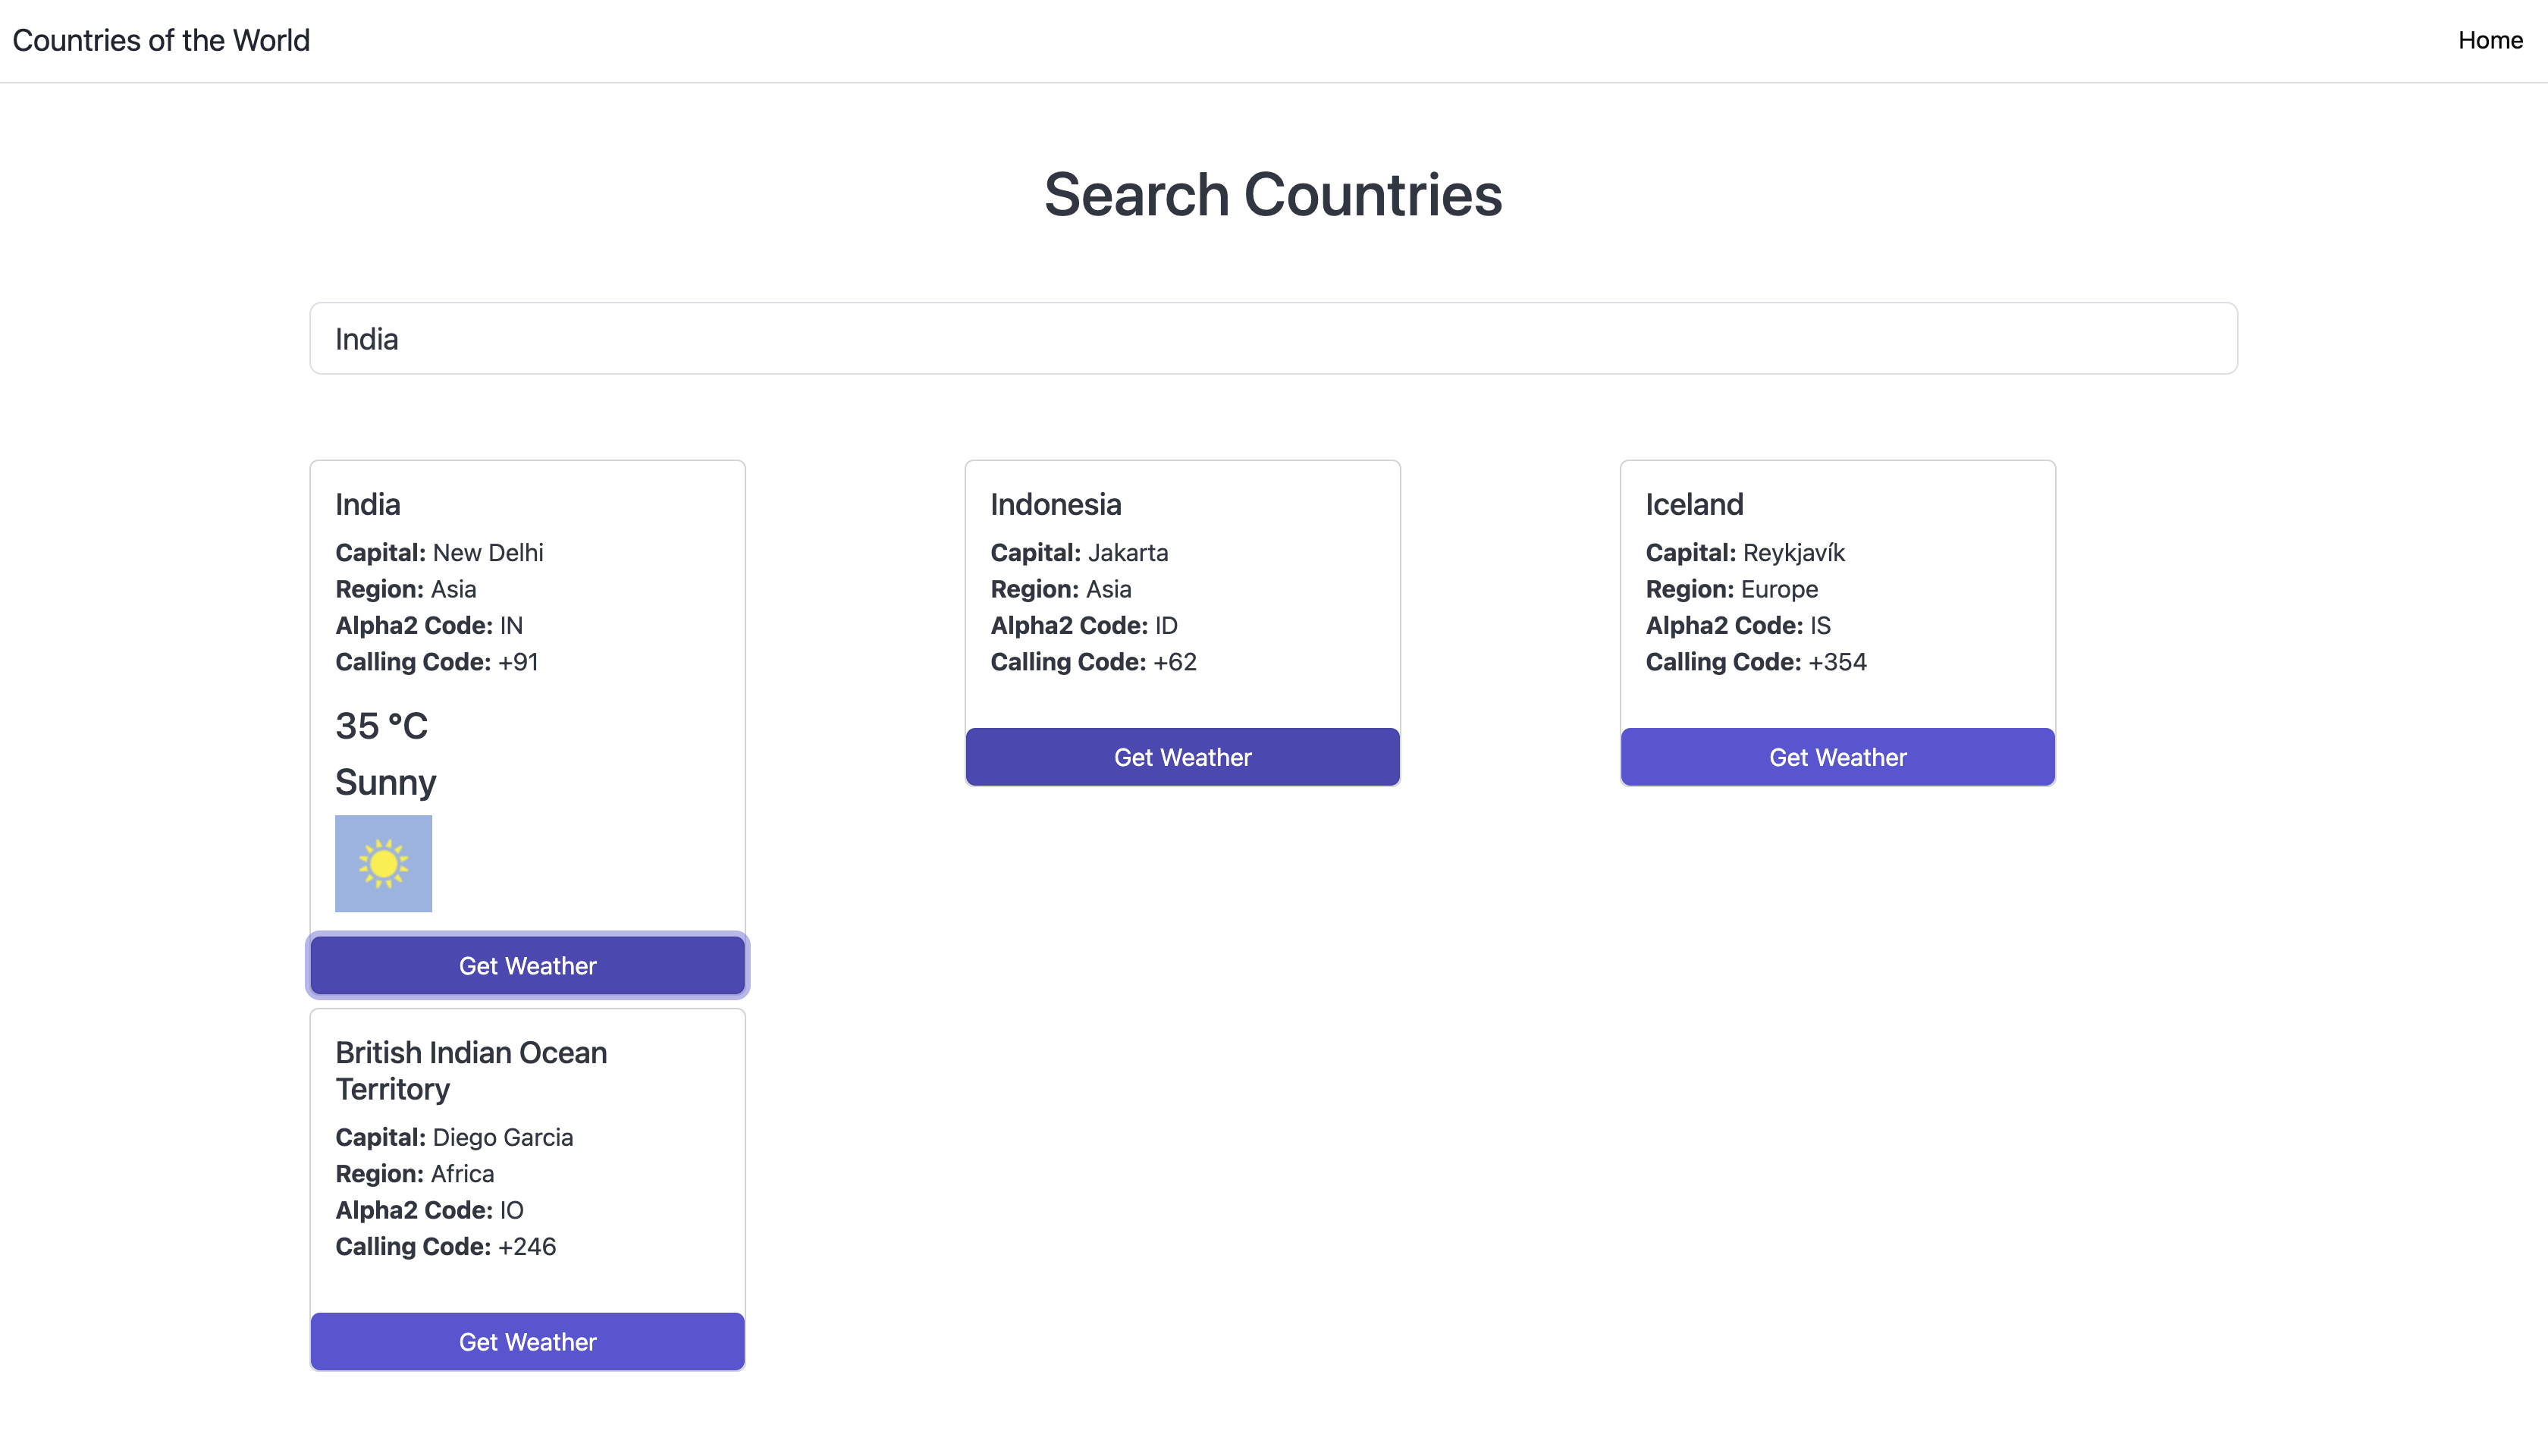 Countries of the World
Home
Search Countries
India
India
Capital: New Delhi
Region: Asia
Alpha2 Code: IN
Calling Code: +91
35 °C
Sunny
Get Weather
Indonesia
Capital: Jakarta
Region: Asia
Alpha2 Code: ID
Calling Code: +62
Get Weather
Iceland
Capital: Reykjavík
Region: Europe
Alpha2 Code: IS
Calling Code: +354
Get Weather
British Indian Ocean
Territory
Capital: Diego Garcia
Region: Africa
Alpha2 Code: IO
Calling Code: +246
Get Weather